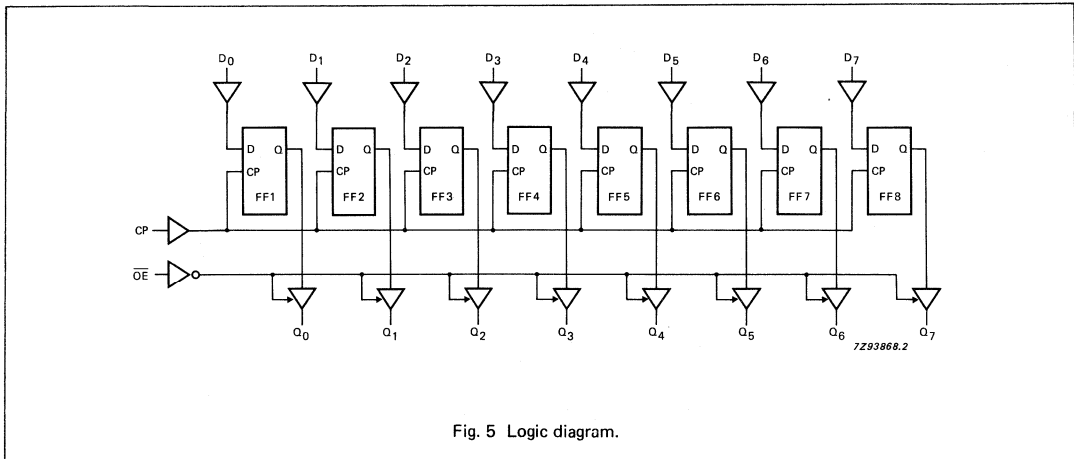 D0 D1 D2 D3 D4 D5 D6 D7
D Q D Q D Q D Q D Q D Q D Q D Q
CP CP CP CP CP CP CP CP
FF1 FF2 FF3 FF4 FF5 FF6 FF7 FF8
CP
OE
Q0 Q1 Q2 Q3 Q4 Q5 Q6 Q7
7Z93868.2
Fig. 5 Logic diagram.